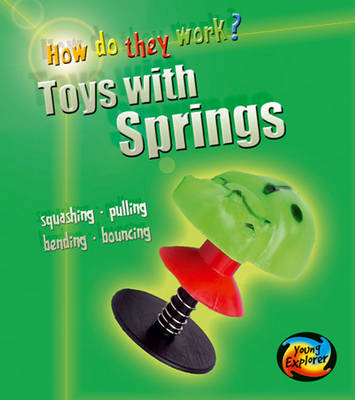 How do they work?
Toys with
Springs
squashing · pulling
bending · bouncing
Young
Explorer